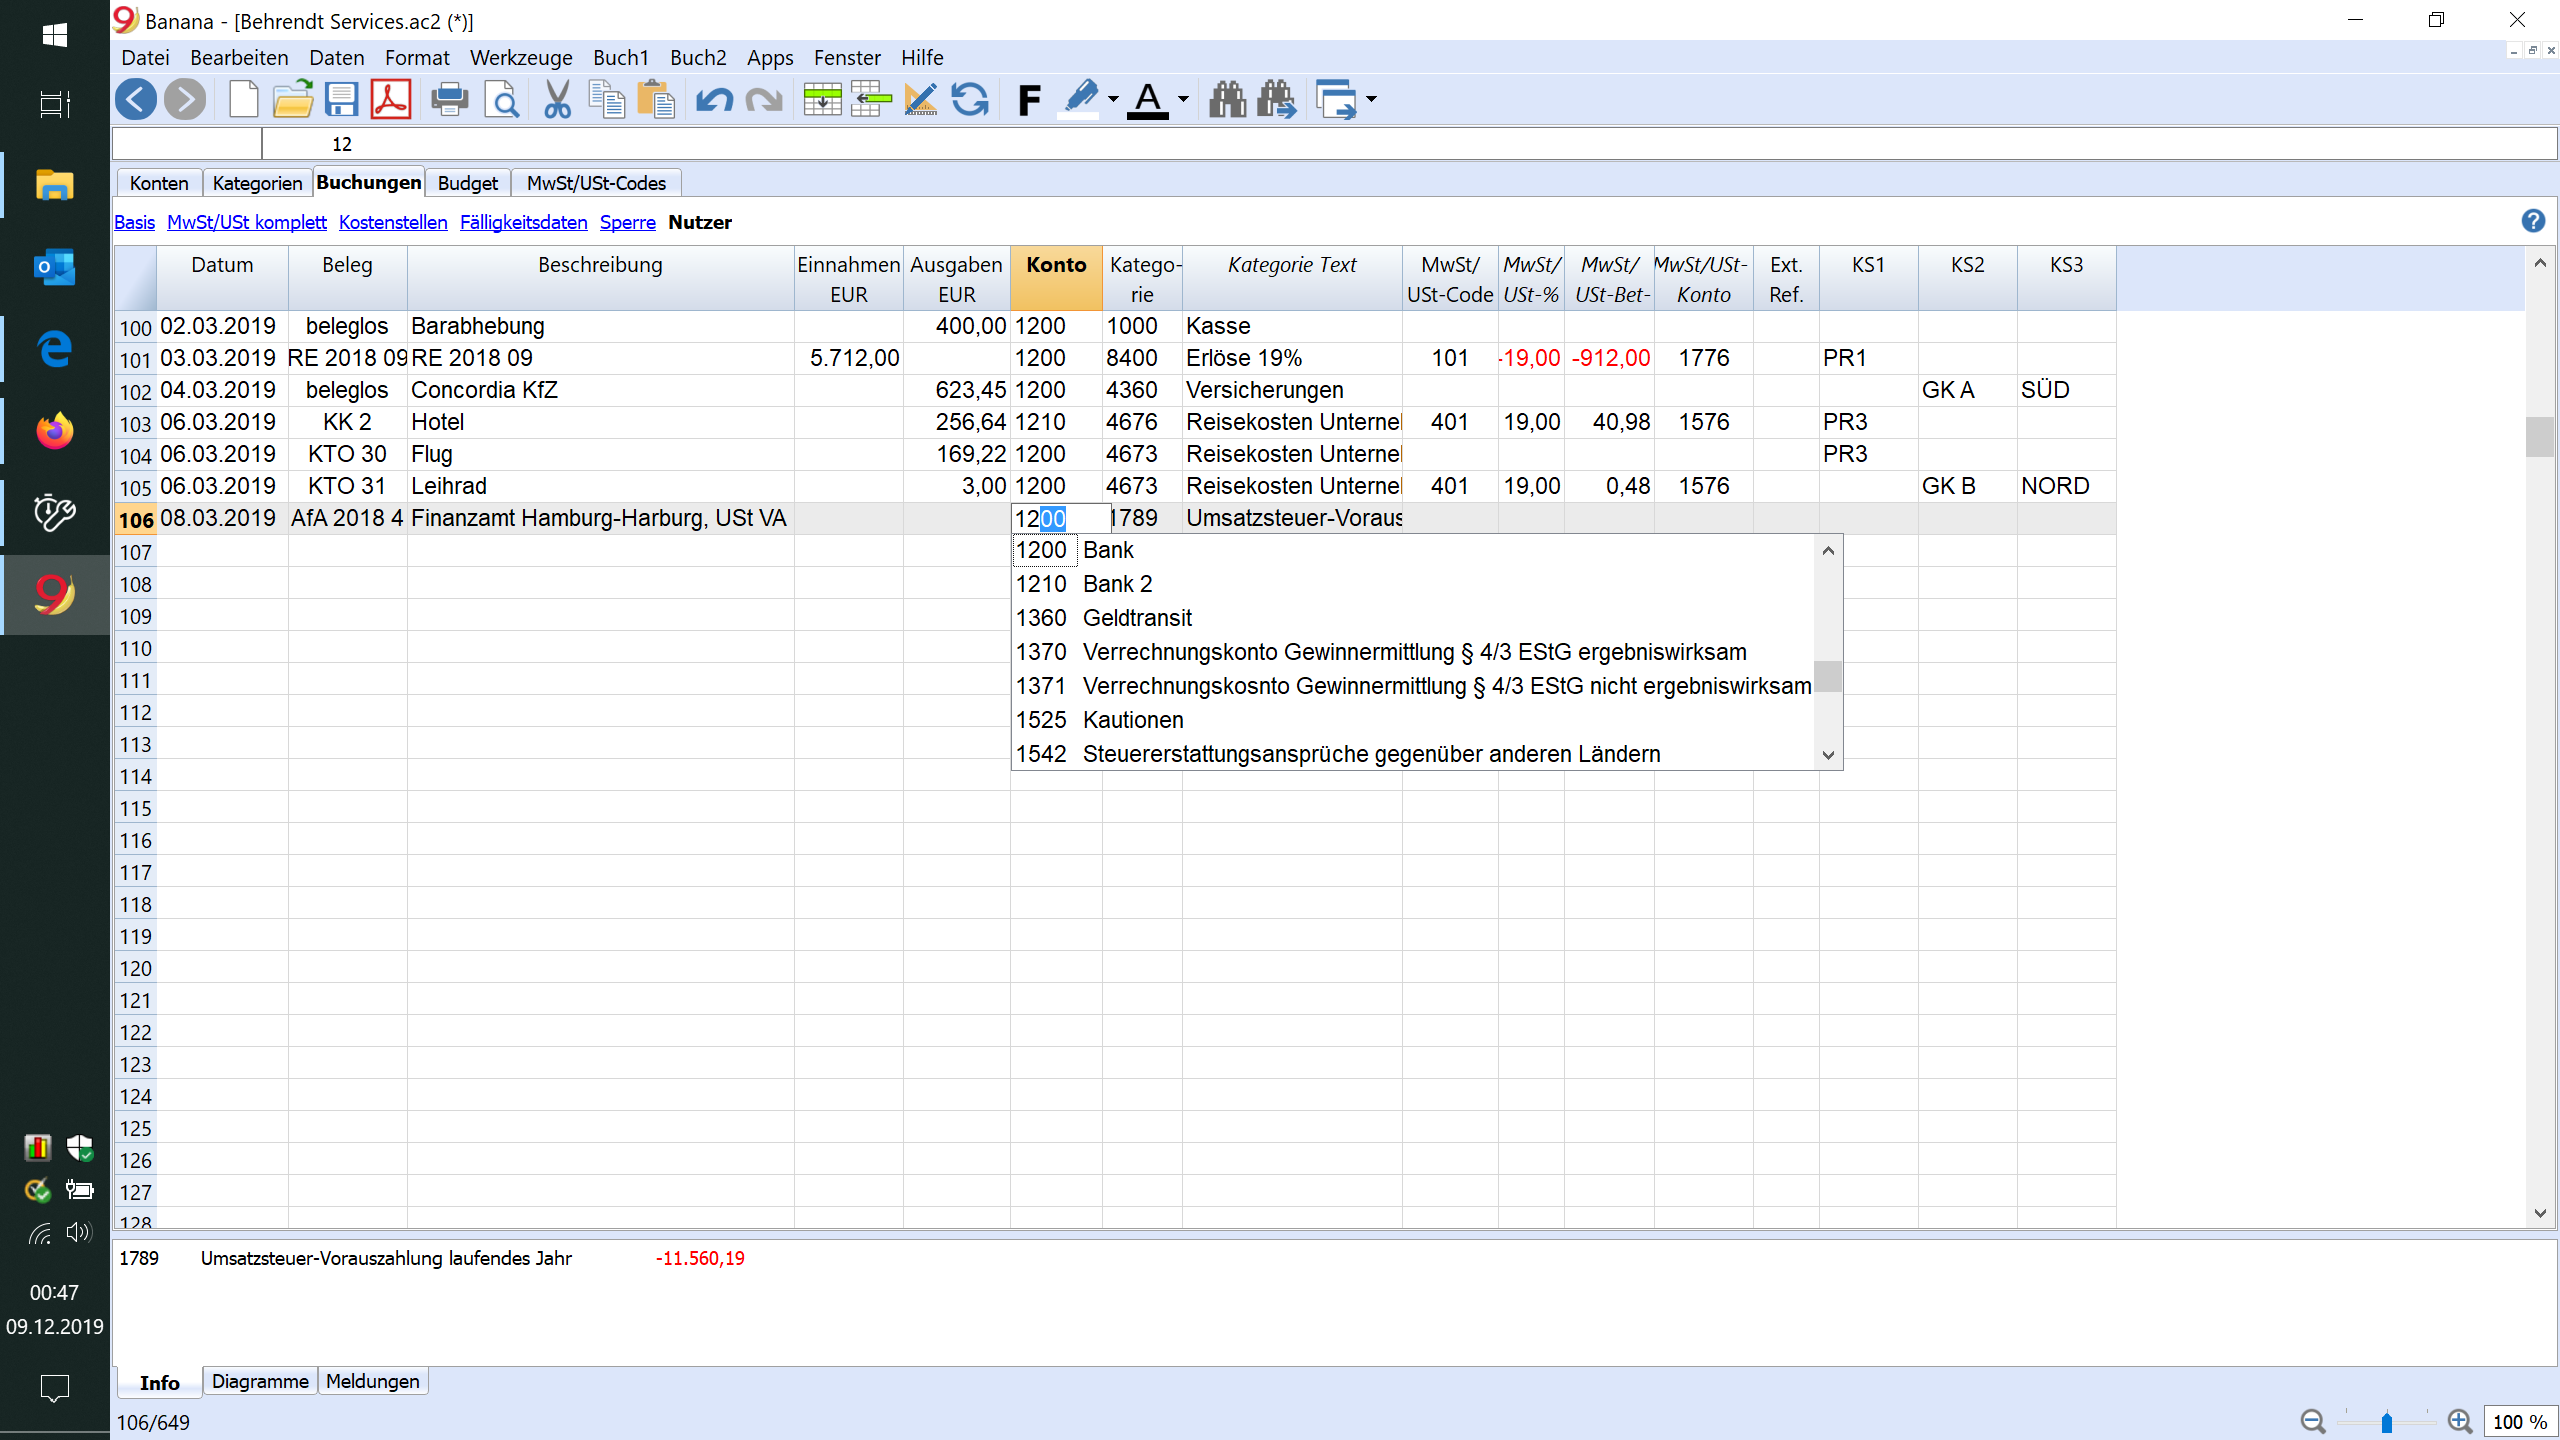 Banana - [Behrendt Services.ac2 (*)]
Datei Bearbeiten Daten Format Werkzeuge Buch1 Buch2 Apps Fenster Hilfe
F A
12
Konten Kategorien Buchungen Budget MwSt/USt-Codes
Basis MwSt/USt komplett Kostenstellen Fälligkeitsdaten Sperre Nutzer
Datum Beleg Beschreibung Einnahmen Ausgaben Konto Katego- Kategorie Text MwSt/ MwSt/ MwSt/ MwSt/USt- Ext. KS1 KS2 KS3
EUR EUR rie USt-Code USt-% USt-Bet- Konto Ref.
100 02.03.2019 beleglos Barabhebung 400,00 1200 1000 Kasse
101 03.03.2019 RE 2018 09 RE 2018 09 5.712,00 1200 8400 Erlöse 19% 101 -19,00 -912,00 1776 PR1
102 04.03.2019 beleglos Concordia KfZ 623,45 1200 4360 Versicherungen GK A SÜD
103 06.03.2019 KK 2 Hotel 256,64 1210 4676 Reisekosten Unterne 401 19,00 40,98 1576 PR3
104 06.03.2019 KTO 30 Flug 169,22 1200 4673 Reisekosten Unterne PR3
105 06.03.2019 KTO 31 Leihrad 3,00 1200 4673 Reisekosten Unterne 401 19,00 0,48 1576 GK B NORD
106 08.03.2019 AfA 2018 4 Finanzamt Hamburg-Harburg, USt VA 1200 1789 Umsatzsteuer-Voraus
1200 Bank
1210 Bank 2
1360 Geldtransit
1370 Verrechnungskonto Gewinnermittlung § 4/3 EStG ergebniswirksam
1371 Verrechnungskosnto Gewinnermittlung § 4/3 EStG nicht ergebniswirksam
1525 Kautionen
1542 Steuererstattungsansprüche gegenüber anderen Ländern
107
108
109
110
111
112
113
114
115
116
117
118
119
120
121
122
123
124
125
126
127
128
1789 Umsatzsteuer-Vorauszahlung laufendes Jahr -11.560,19
Info Diagramme Meldungen
106/649
100 %
00:47
09.12.2019